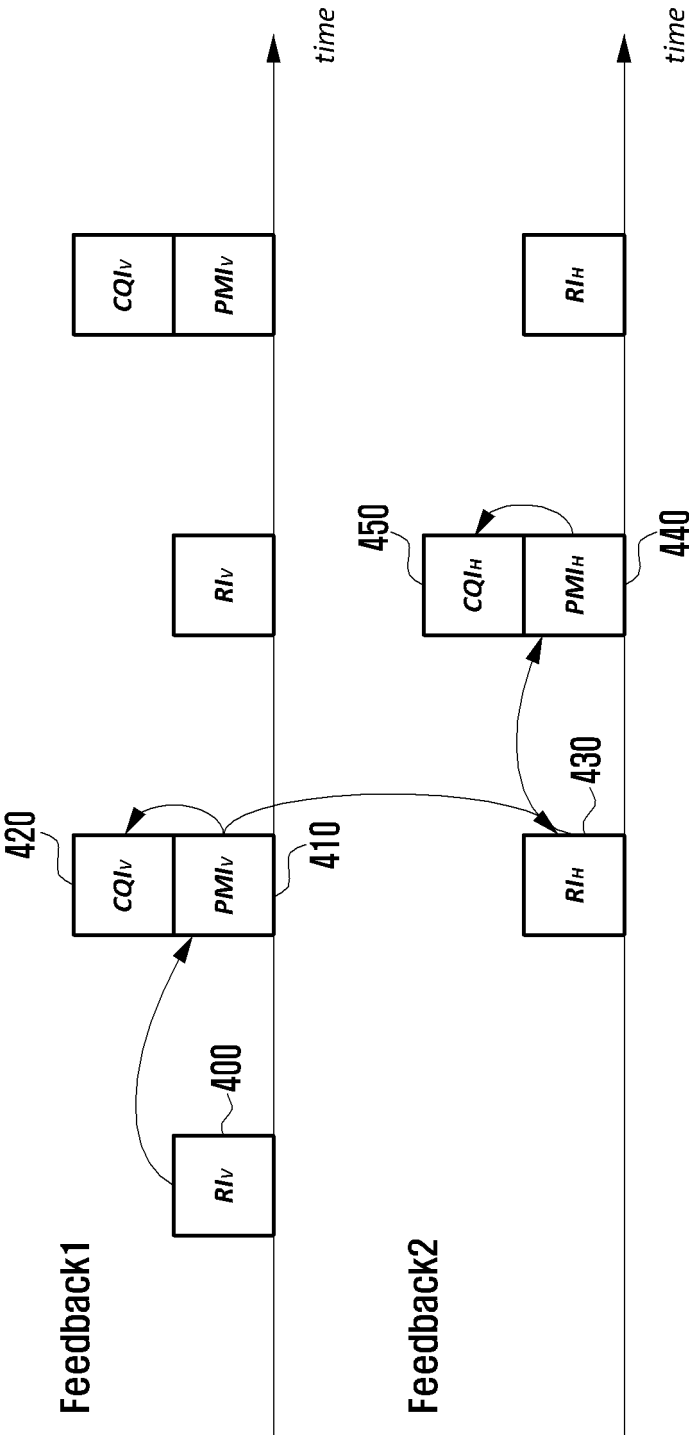 Feedback1
RIV
400
420
CQIV
PMIV
410
RIV
CQIV
PMIV
time
Feedback2
RIH
430
450
CQIH
PMIH
440
RIH
time